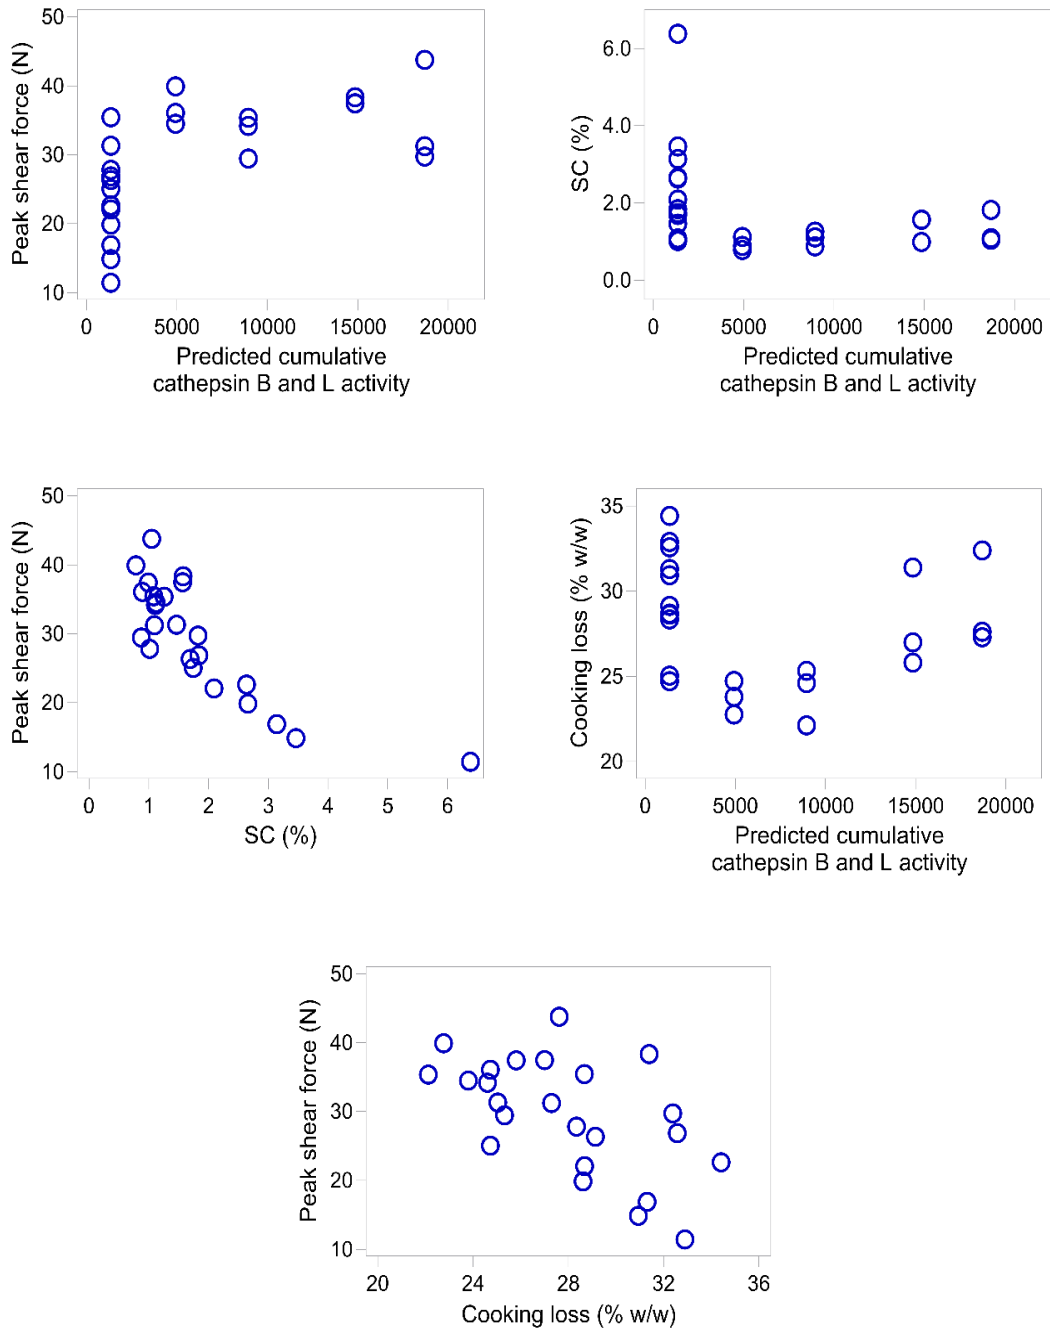 Peak shear force (N)
50
40
30
20
10
0 5000 10000 15000 20000
Predicted cumulative
cathepsin B and L activity
SC (%)
6.0
4.0
2.0
0.0
0 5000 10000 15000 20000
Predicted cumulative
cathepsin B and L activity
Peak shear force (N)
50
40
30
20
10
0 1 2 3 4 5 6
SC (%)
Cooking loss (% w/w)
35
30
25
20
0 5000 10000 15000 20000
Predicted cumulative
cathepsin B and L activity
Peak shear force (N)
50
40
30
20
10
20 24 28 32 36
Cooking loss (% w/w)